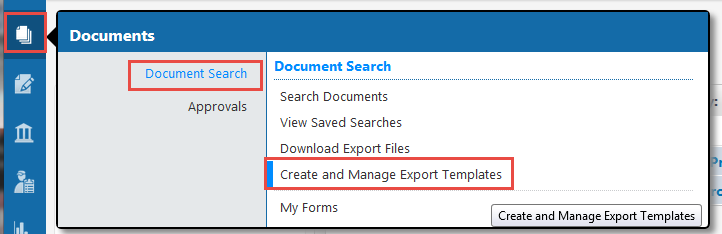 Documents
Document Search
Approvals
Document Search
Search Documents
View Saved Searches
Download Export Files
Create and Manage Export Templates
My Forms
Create and Manage Export Templates